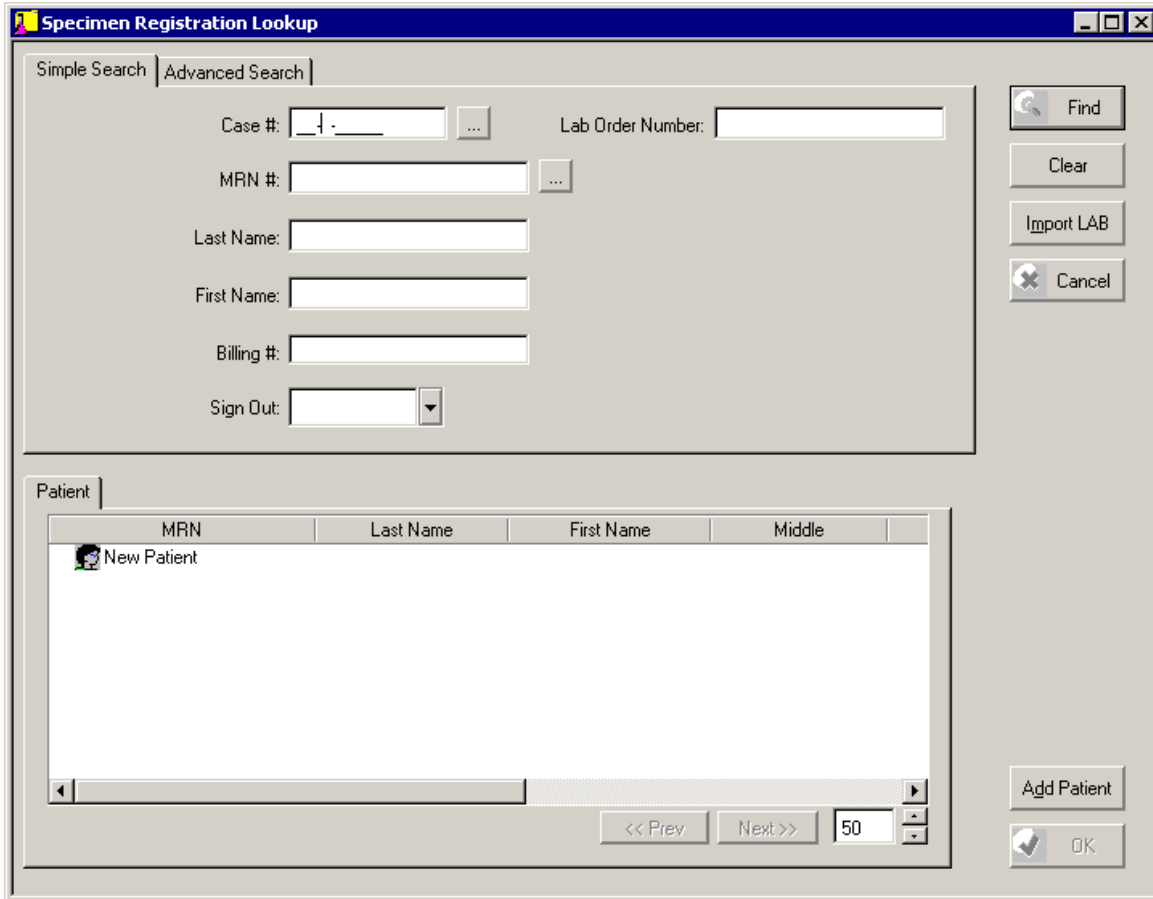 Specimen Registration Lookup
Simple Search Advanced Search
Case #: __-| -_____ ... Lab Order Number:
Find
MRN #: ...
Clear
Last Name:
Import LAB
First Name:
Cancel
Billing #:
Sign Out:
Patient
MRN Last Name First Name Middle
New Patient
Add Patient
<< Prev Next >> 50
OK